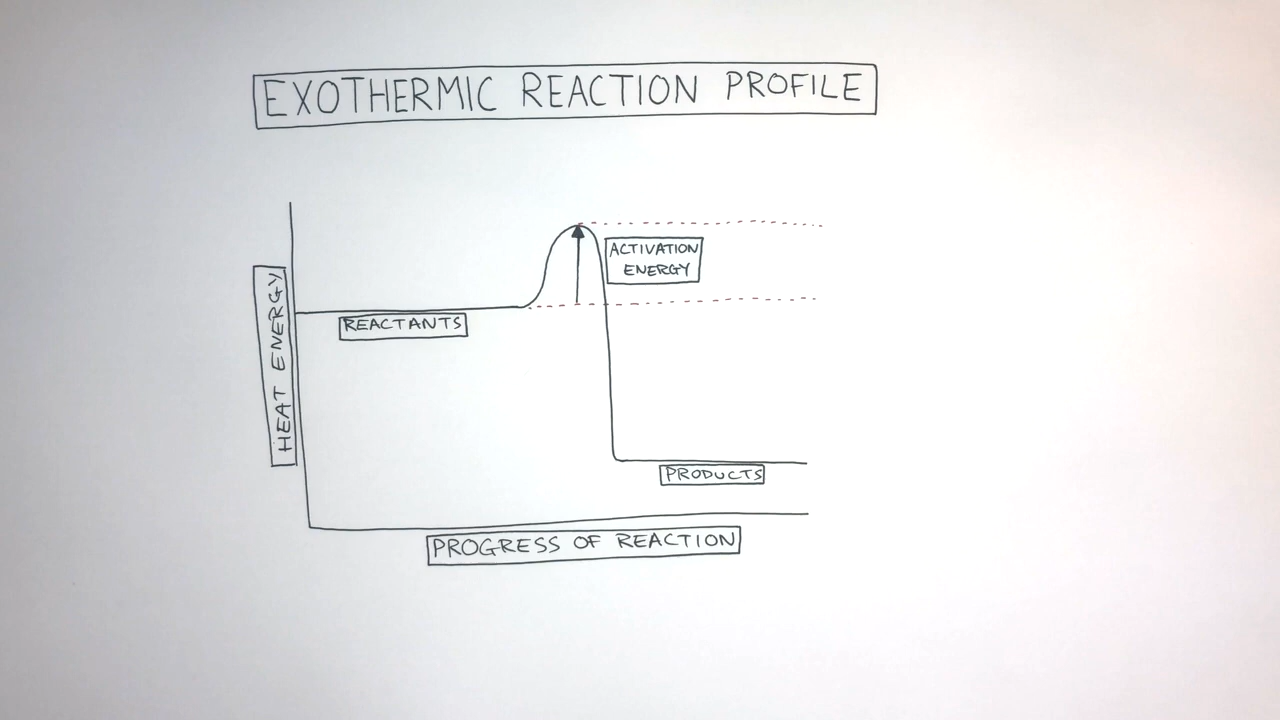 EXOTHERMIC REACTION PROFILE
ACTIVATION
ENERGY
REACTANTS
HEAT ENERGY
PRODUCTS
PROGRESS OF REACTION